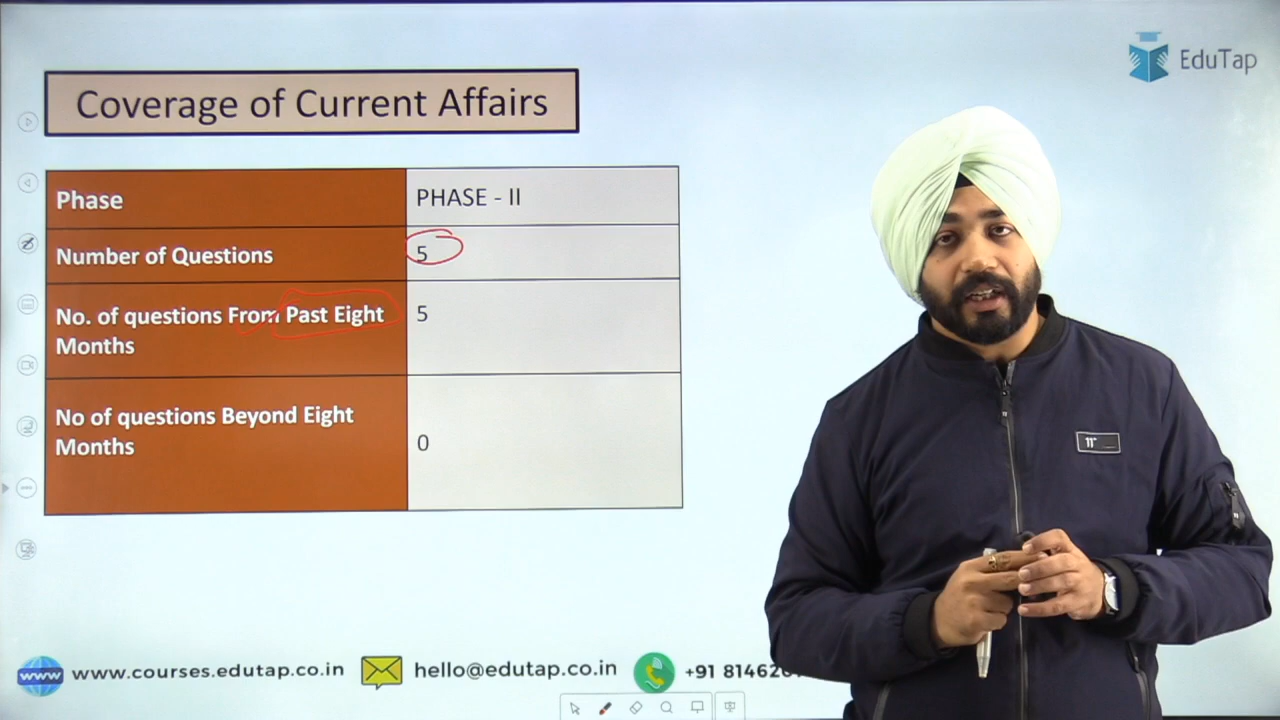 EduTap
Coverage of Current Affairs
Phase
PHASE - II
Number of Questions
5
No. of questions From Past Eight
Months
5
No of questions Beyond Eight
Months
0
www
www.courses.edutap.co.in
hello@edutap.co.in
+91 81462
11"